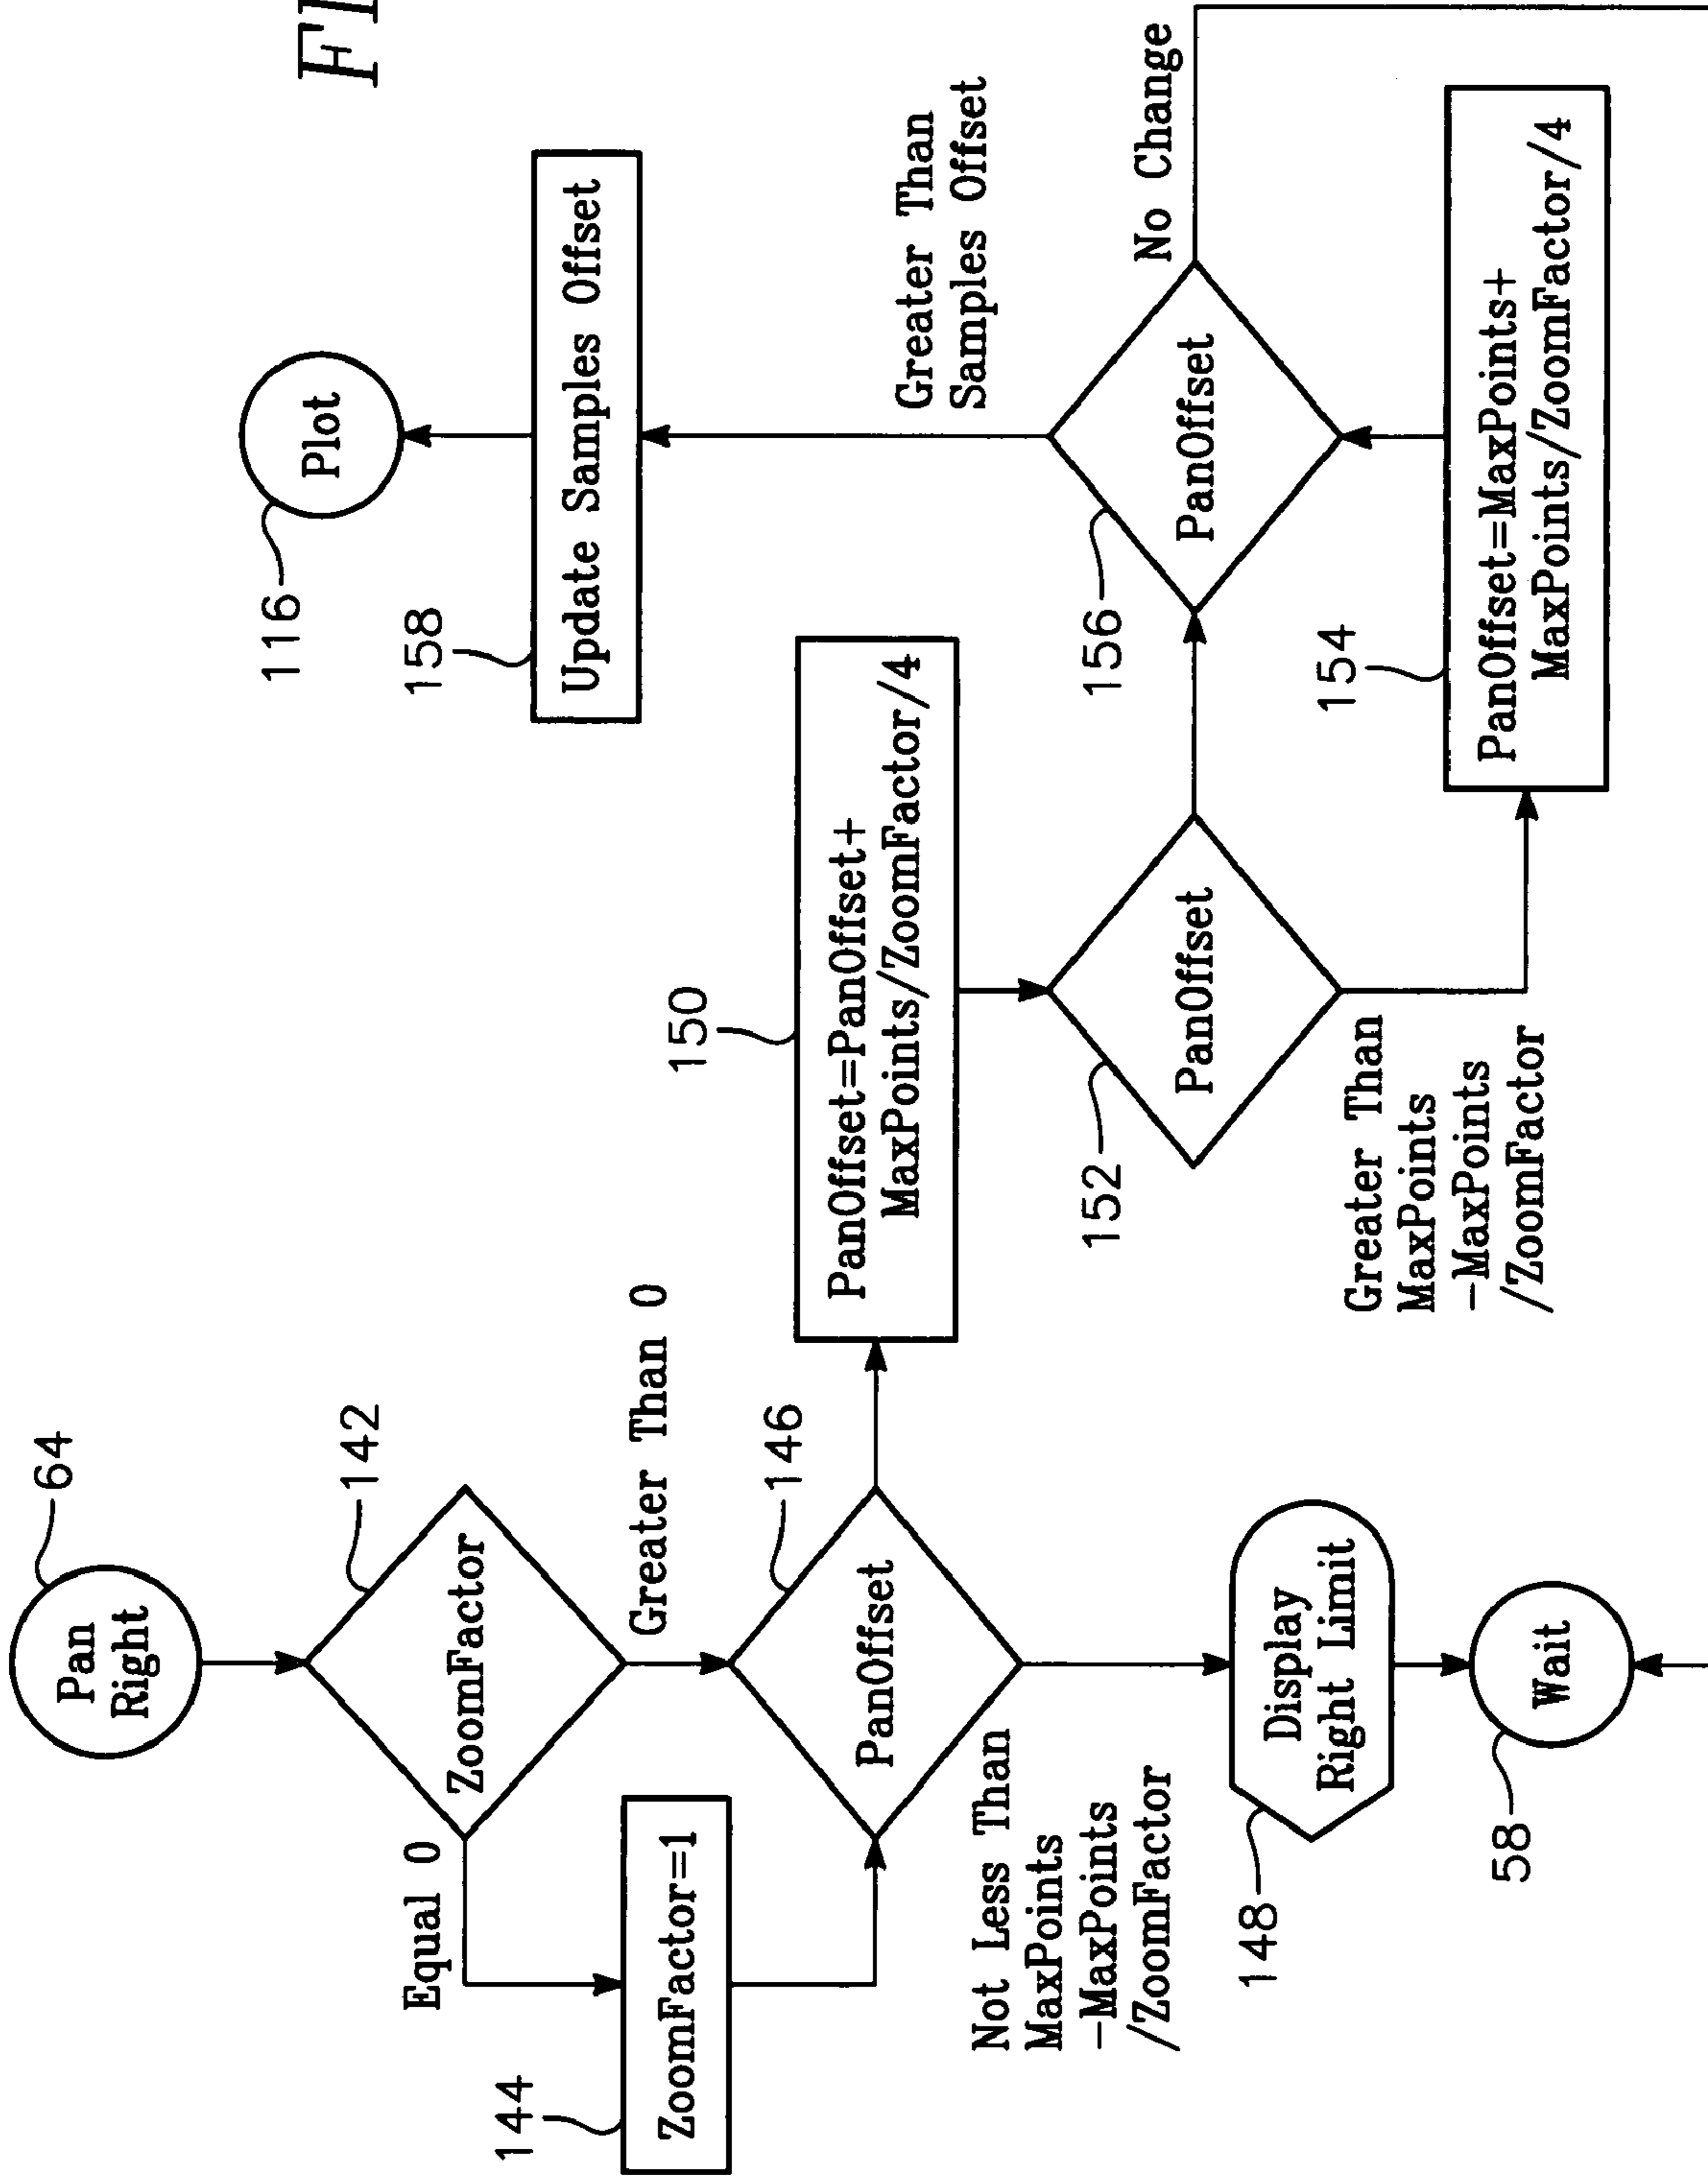 FI
64
Pan
Right
142
ZoomFactor
Equal 0
144
ZoomFactor=1
Greater Than 0
146
PanOffset
Not Less Than
MaxPoints
-MaxPoints
/ZoomFactor
148
Display
Right Limit
58
Wait
150
PanOffset=PanOffset+
MaxPoints/ZoomFactor/4
152
PanOffset
Greater Than
MaxPoints
-MaxPoints
/ZoomFactor
154
PanOffset=MaxPoints+
MaxPoints/ZoomFactor/4
156
PanOffset
No Change
Greater Than
Samples Offset
158
Update Samples Offset
116
Plot